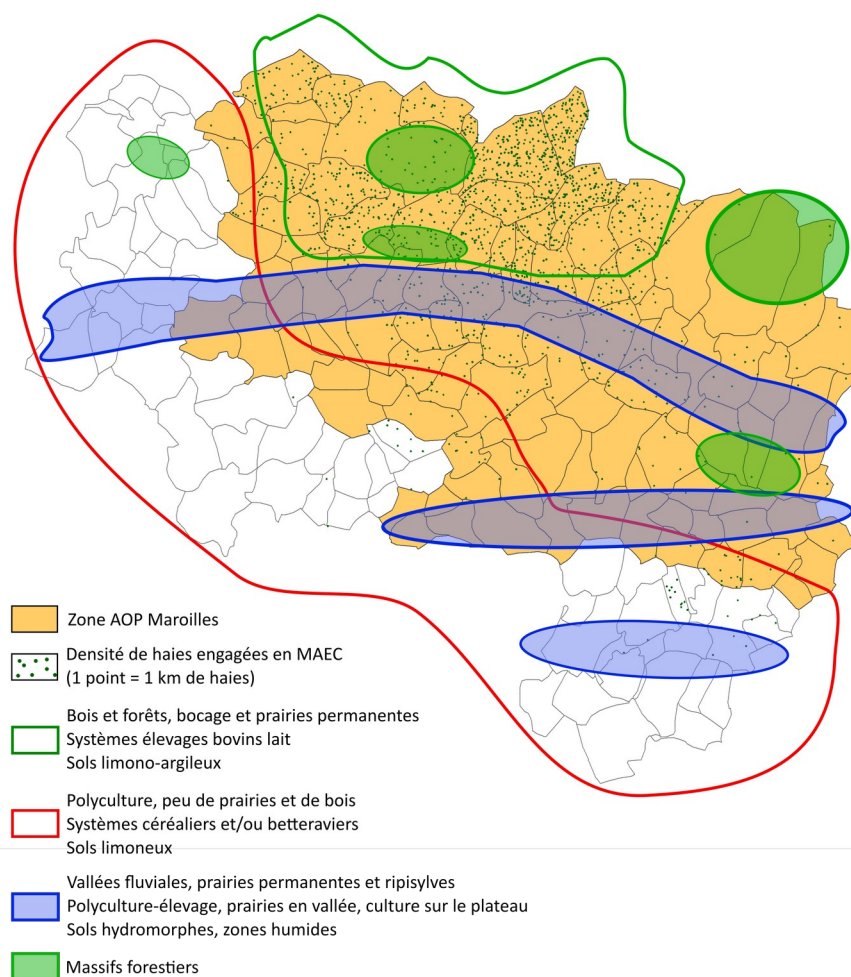 Zone AOP Maroilles
Densité de haies engagées en MAEC
(1 point = 1 km de haies)
Bois et forêts, bocage et prairies permanentes
Systèmes élevages bovins lait
Sols limono-argileux
Polyculture, peu de prairies et de bois
Systèmes céréaliers et/ou betteraviers
Sols limoneux
Vallées fluviales, prairies permanentes et ripisylves
Polyculture-élevage, prairies en vallée, culture sur le plateau
Sols hydromorphes, zones humides
Massifs forestiers